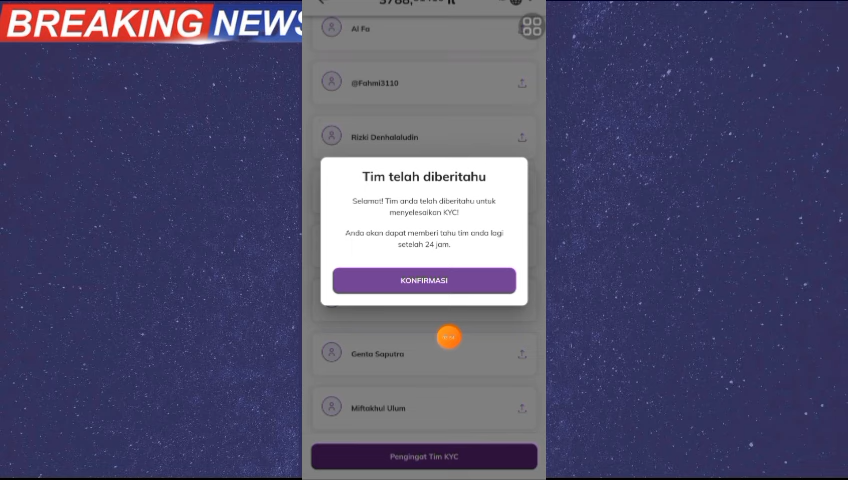 BREAKING NEWS
Al Fa
@Fahmi3110
Rizki Denhalaludin
Tim telah diberitahu
Selamat! Tim anda telah diberitahu untuk
menyelesaikan KYC!
Anda akan dapat memberi tahu tim anda lagi
setelah 24 jam.
KONFIRMASI
Genta Saputra
Miftakhul Ulum
Pengingat Tim KYC